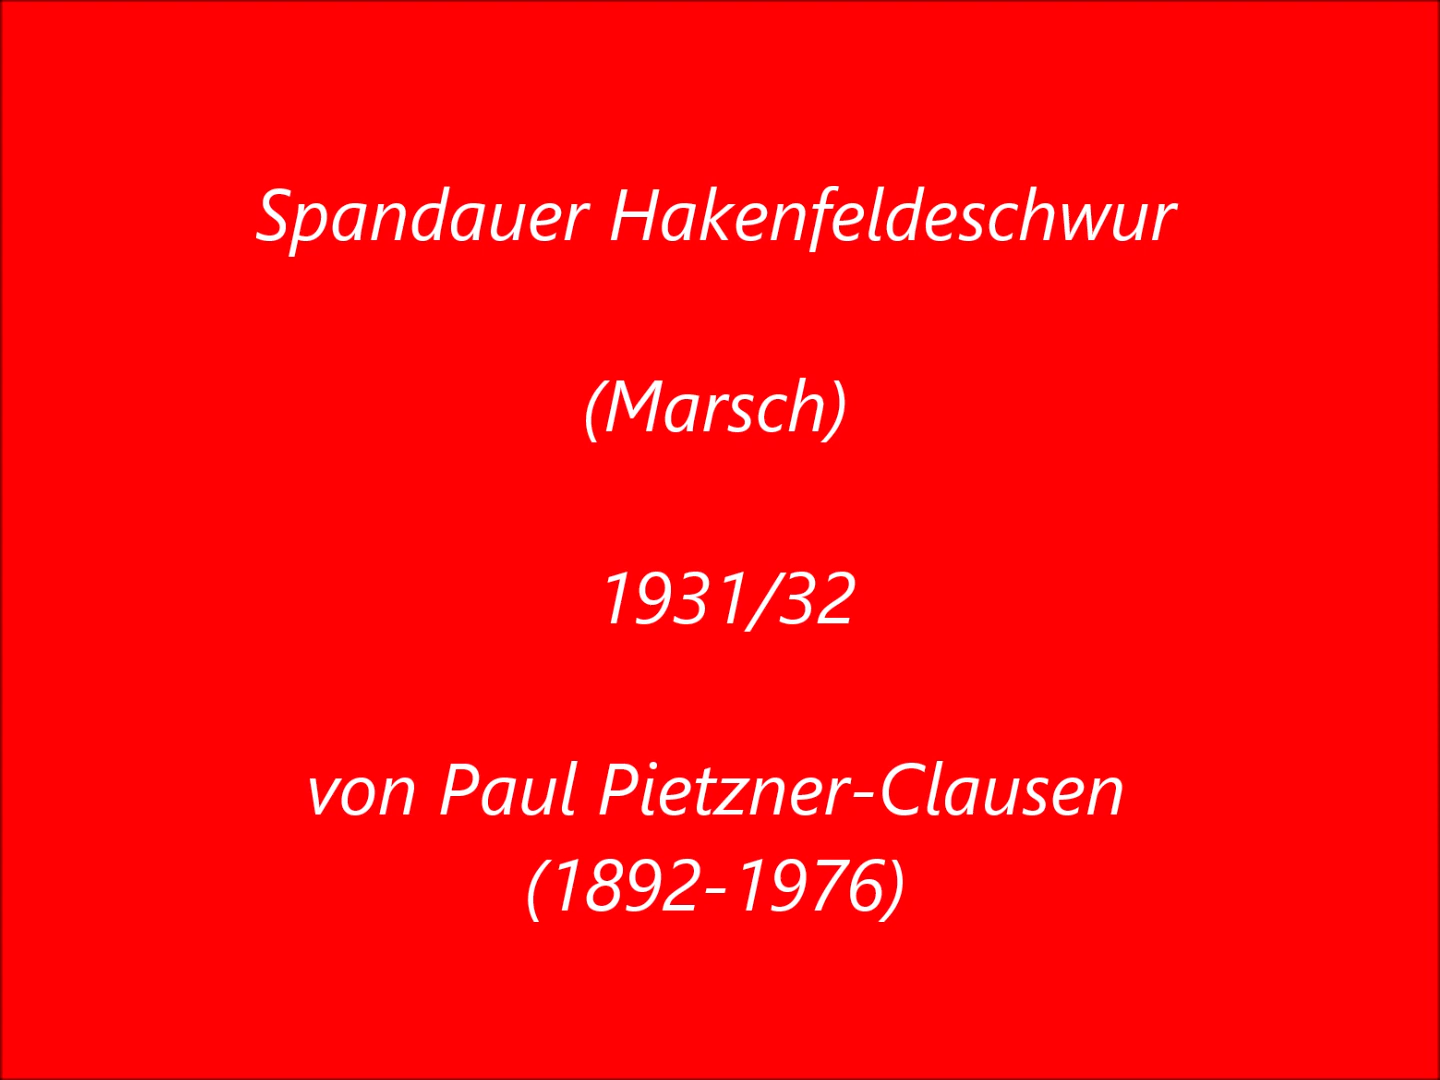 Spandauer Hakenfeldeschwur
(Marsch)
1931/32
von Paul Pietzner-Clausen
(1892-1976)